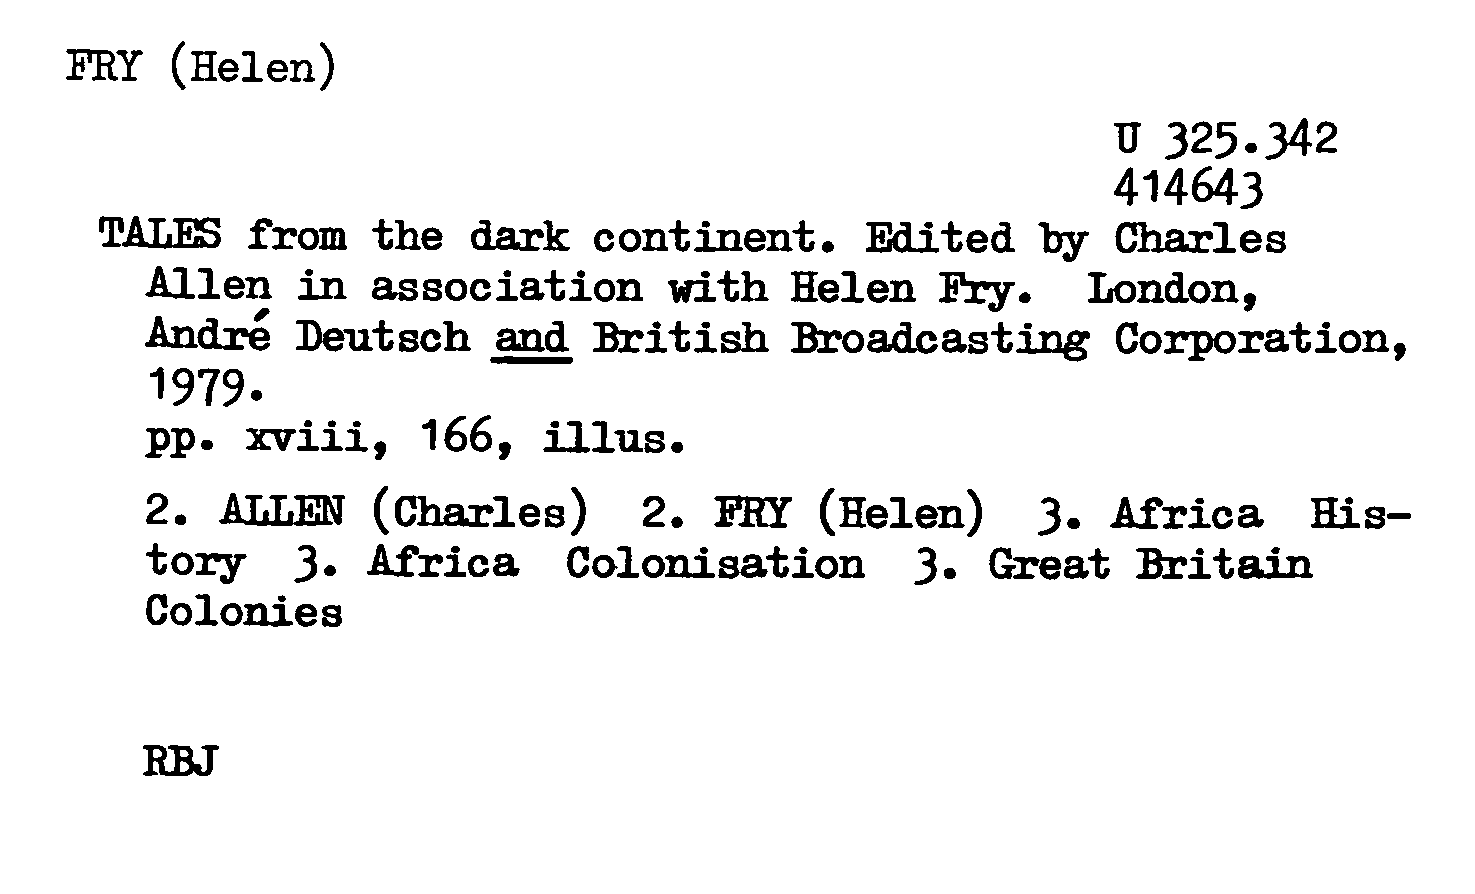 FRY (Helen)
U 325.342
414643
TALES from the dark continent. Edited by Charles
Allen in association with Helen Fry. London,
André Deutsch and British Broadcasting Corporation,
1979.
pp. xviii, 166, illus.
2. ALLEN (Charles) 2. FRY (Helen) 3. Africa His-
tory 3. Africa Colonisation 3. Great Britain
Colonies
RBJ